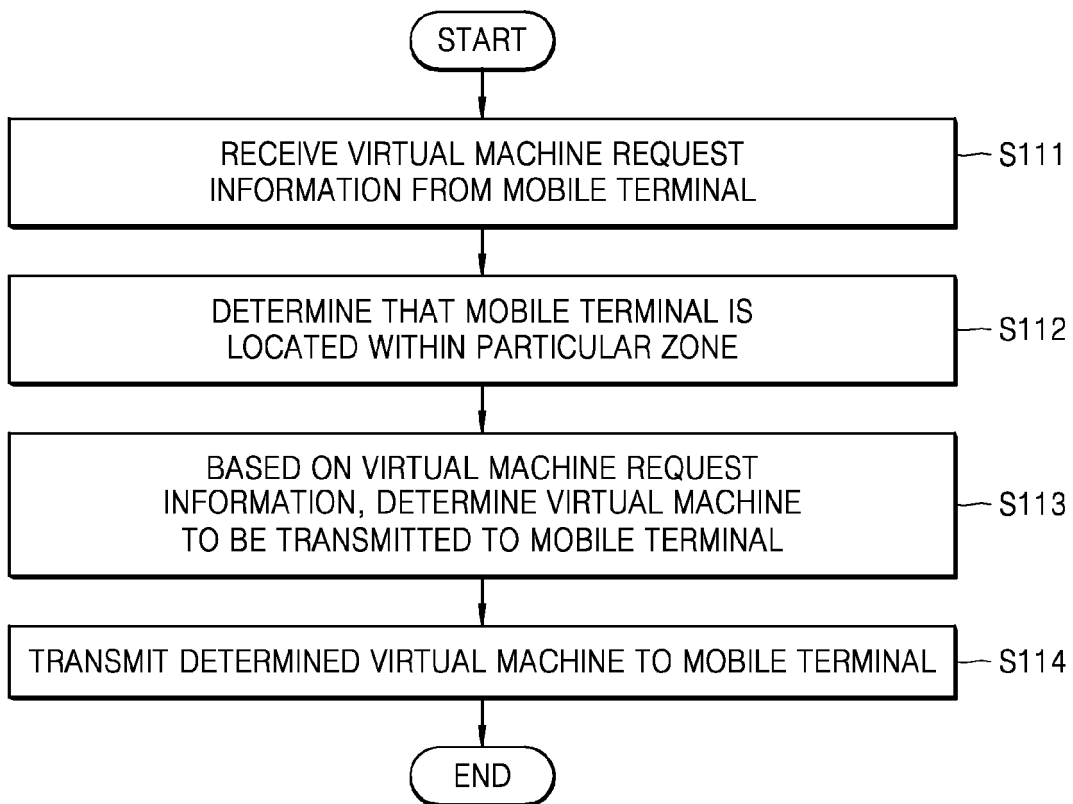 START
RECEIVE VIRTUAL MACHINE REQUEST
INFORMATION FROM MOBILE TERMINAL
S111
DETERMINE THAT MOBILE TERMINAL IS
LOCATED WITHIN PARTICULAR ZONE
S112
BASED ON VIRTUAL MACHINE REQUEST
INFORMATION, DETERMINE VIRTUAL MACHINE
TO BE TRANSMITTED TO MOBILE TERMINAL
S113
TRANSMIT DETERMINED VIRTUAL MACHINE TO MOBILE TERMINAL
S114
END